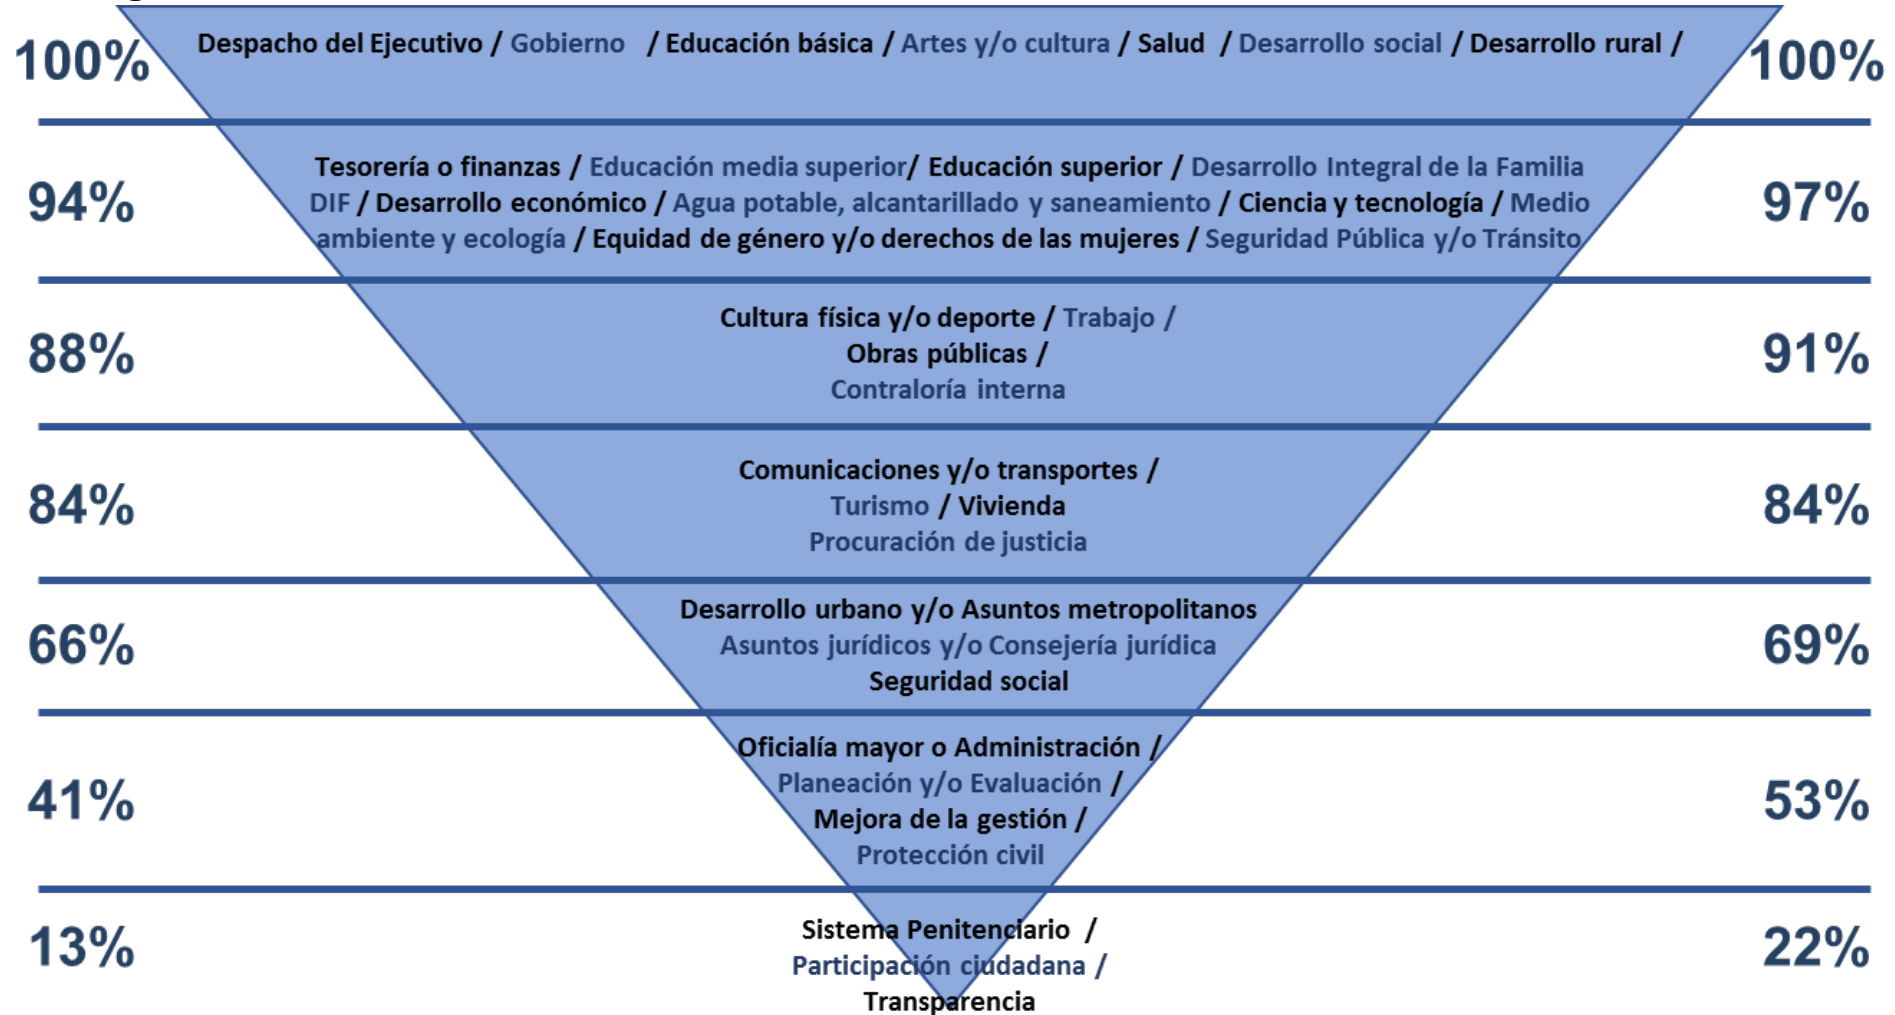 100% Despacho del Ejecutivo / Gobierno / Educación básica / Artes y/o cultura / Salud / Desarrollo social / Desarrollo rural / 100%
Tesorería o finanzas / Educación media superior/ Educación superior / Desarrollo Integral de la Familia
94% DIF / Desarrollo económico / Agua potable, alcantarillado y saneamiento / Ciencia y tecnología / Medio 97%
ambiente y ecología / Equidad de género y/o derechos de las mujeres / Seguridad Pública y/o Tránsito
Cultura física y/o deporte / Trabajo /
88% Obras públicas / 91%
Contraloría interna
Comunicaciones y/o transportes /
84% Turismo / Vivienda 84%
Procuración de justicia
Desarrollo urbano y/o Asuntos metropolitanos
66% Asuntos jurídicos y/o Consejería jurídica 69%
Seguridad social
Oficialía mayor o Administración /
Planeación y/o Evaluación /
41% 53%
Mejora de la gestión /
Protección civil
Sistema Penitenciario /
13% 22%
Participación ciudadana /
Transparencia